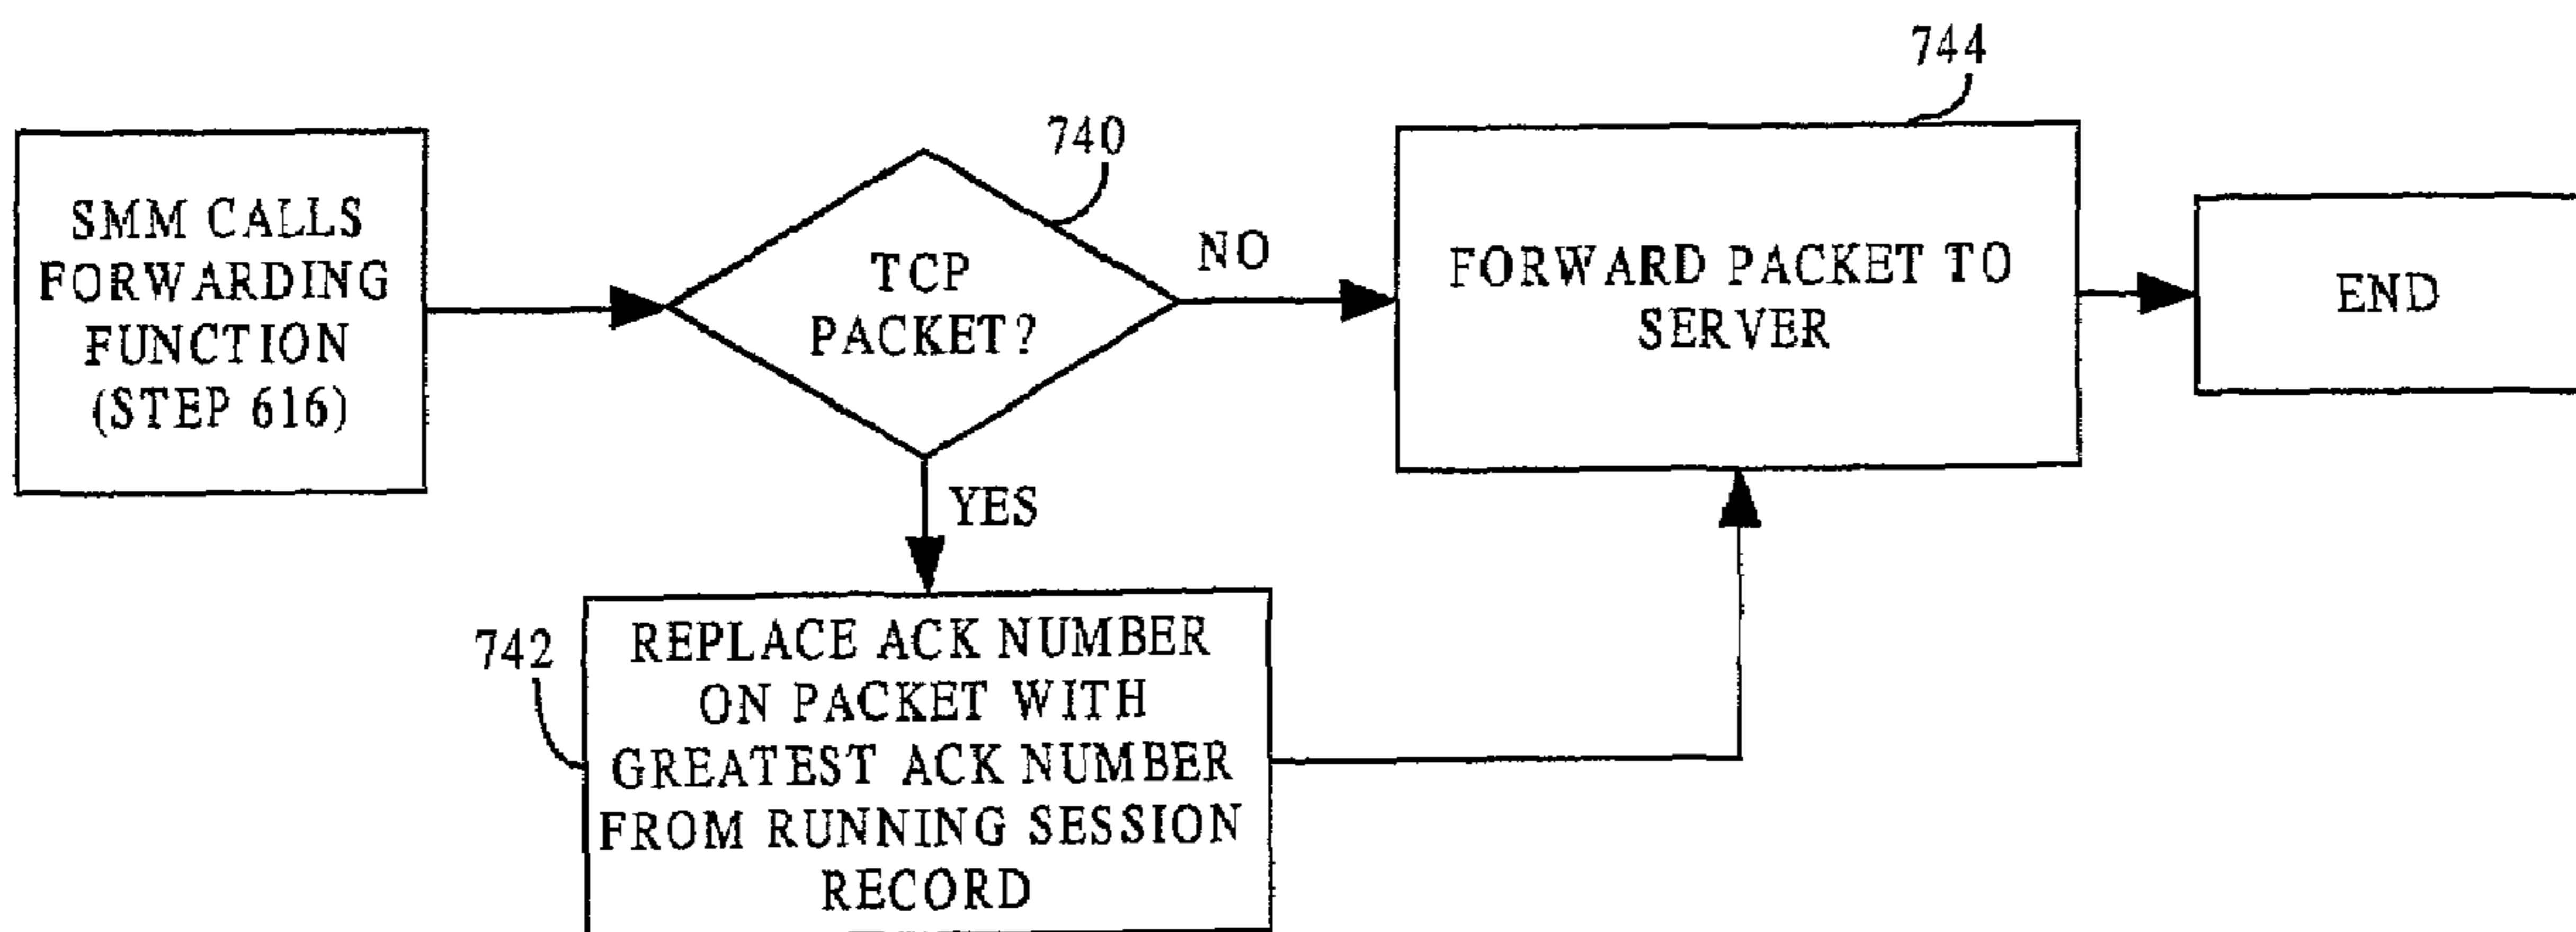 744
740
SMM CALLS
FORWARDING
FUNCTION
(STEP 616)
TCP
PACKET?
NO
FORWARD PACKET TO
SERVER
END
YES
742
REPLACE ACK NUMBER
ON PACKET WITH
GREATEST ACK NUMBER
FROM RUNNING SESSION
RECORD